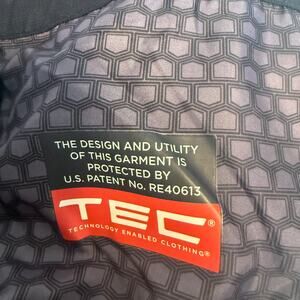 THE DESIGN AND UTILITY
OF THIS GARMENT IS
PROTECTED BY
U.S. PATENT No. RE40613
TEC®
TECHNOLOGY ENABLED CLOTHING®